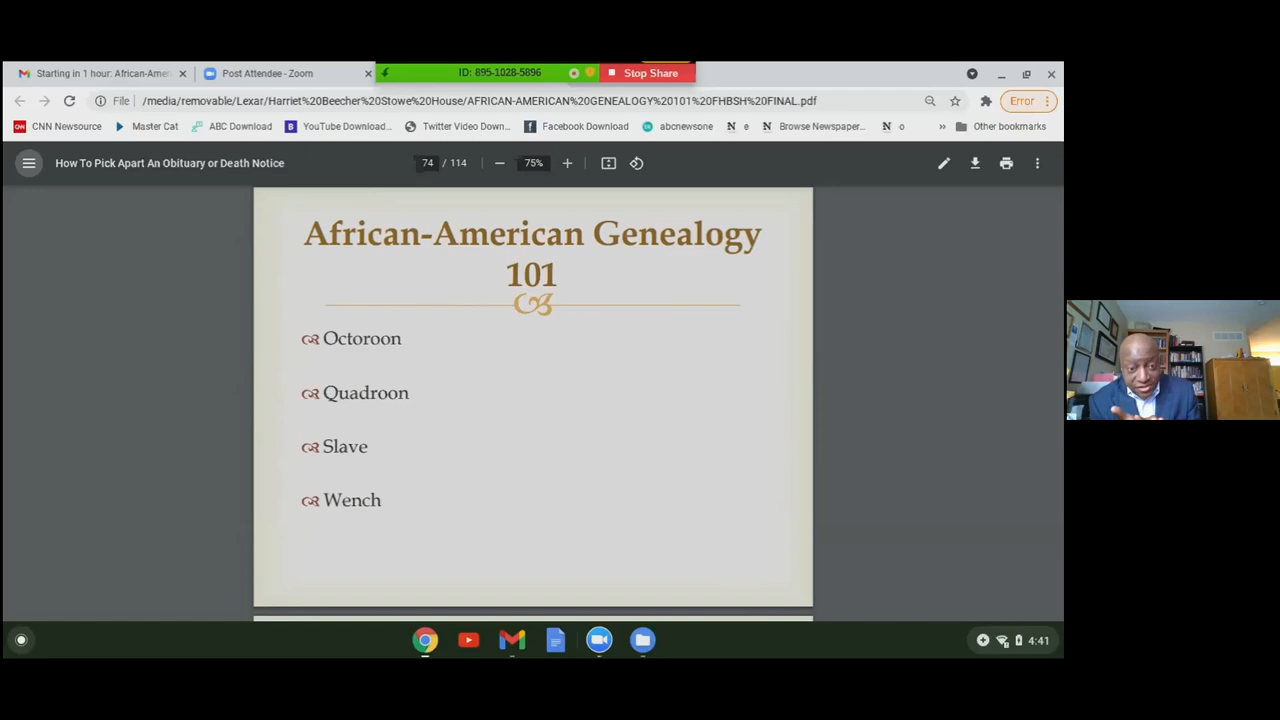 Starting in 1 hour: African-Amer
Post Attendee - Zoom
ID: 895-1028-5896
Stop Share
File
/media/removable/Lexar/Harriet%20Beecher%20Stowe%20House/AFRICAN-AMERICAN%20GENEALOGY%20101%20FHBSH%20FINAL.pdf
Error
CNN Newsource
Master Cat
ABC Download
YouTube Download...
Twitter Video Down...
Facebook Download
abcnewsone
N e
N Browse Newspaper...
N o
Other bookmarks
How To Pick Apart An Obituary or Death Notice
74 / 114
75%
African-American Genealogy
101
Octoroon
Quadroon
Slave
Wench
4:41